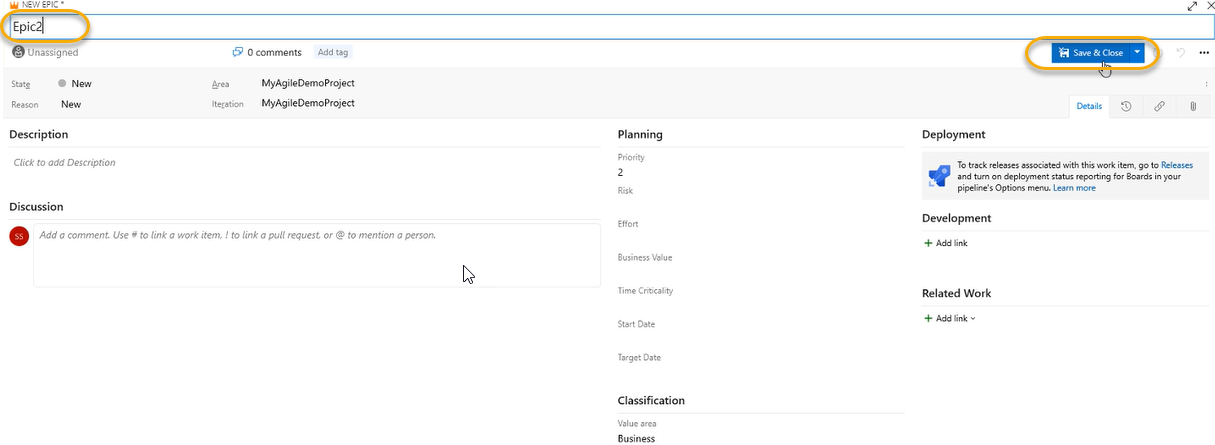 NEW EPIC *
Epic2
Unassigned
0 comments
Add tag
Save & Close
State
New
Area
MyAgileDemoProject
Reason
New
Iteration
MyAgileDemoProject
Details
Description
Click to add Description
Discussion
SS
Add a comment. Use # to link a work item, ! to link a pull request, or @ to mention a person.
Planning
Priority
2
Risk
Effort
Business Value
Time Criticality
Start Date
Target Date
Classification
Value area
Business
Deployment
To track releases associated with this work item, go to Releases
and turn on deployment status reporting for Boards in your
pipeline's Options menu. Learn more
Development
+ Add link
Related Work
+ Add link